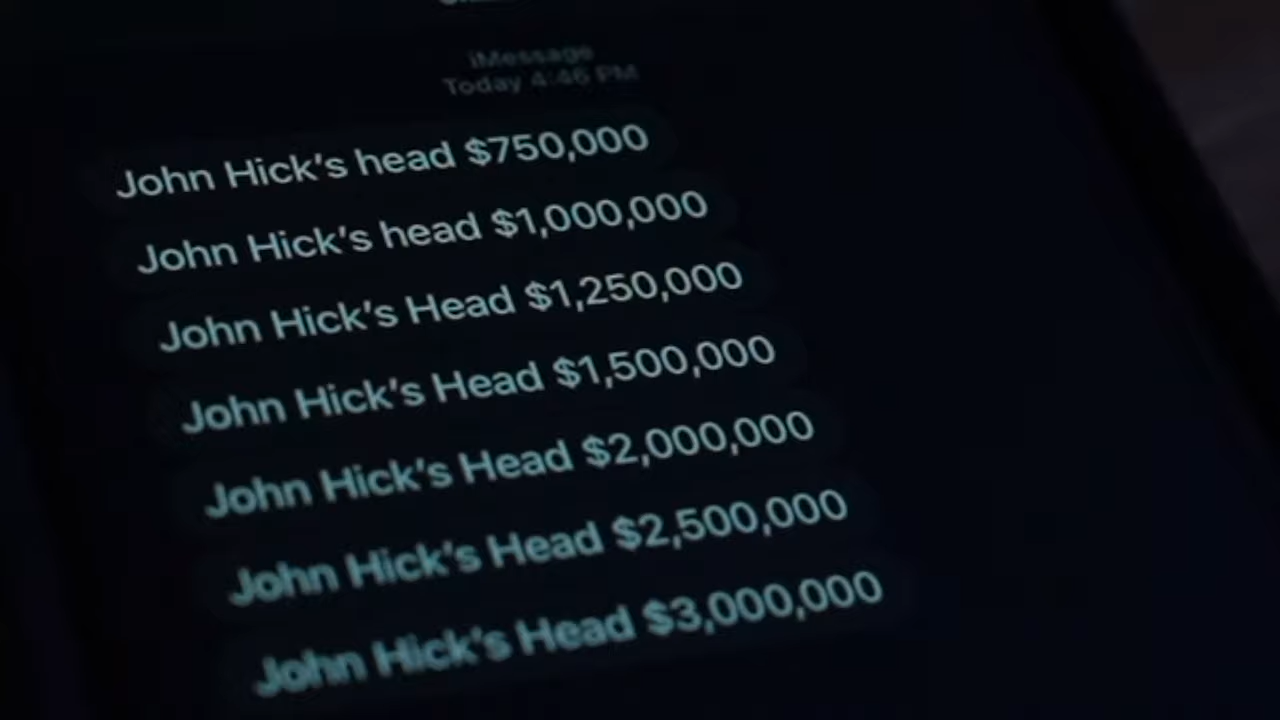 iMessage
Today 4:46 PM
John Hick's head $750,000
John Hick's head $1,000,000
John Hick's Head $1,250,000
John Hick's Head $1,500,000
John Hick's Head $2,000,000
John Hick's Head $2,500,000
John Hick's Head $3,000,000